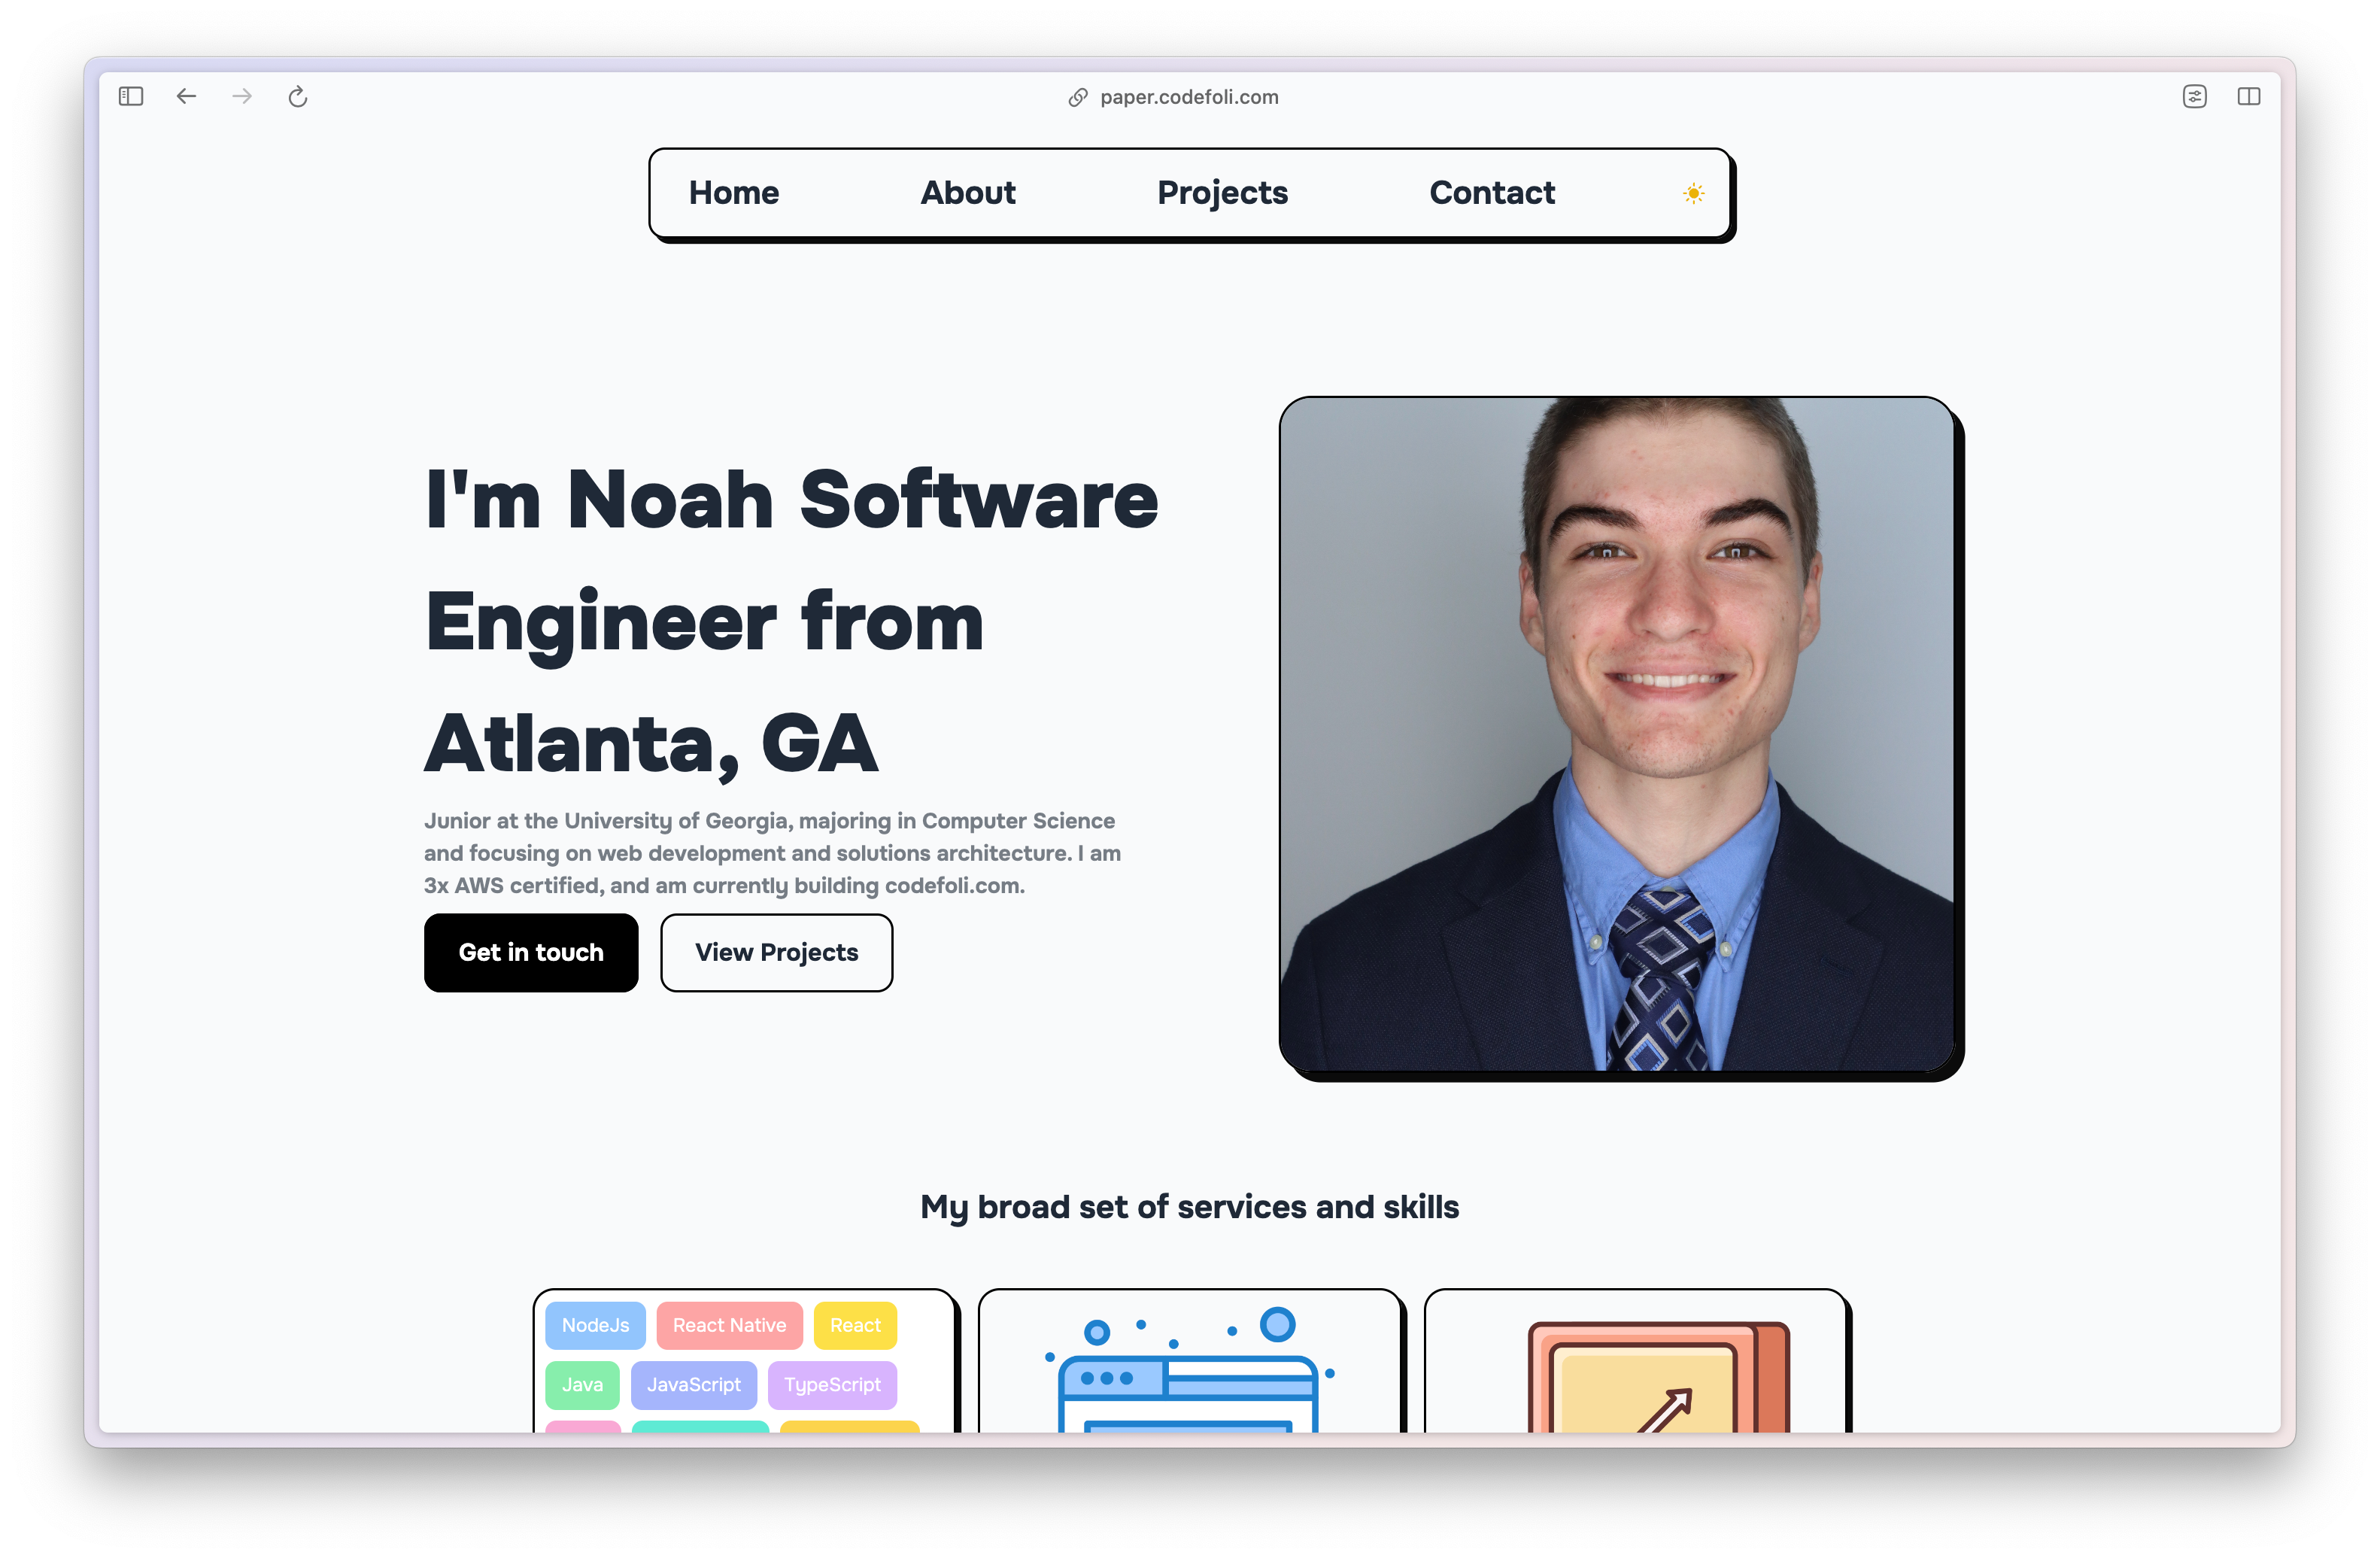 paper.codefoli.com
Home About Projects Contact
I'm Noah Software
Engineer from
Atlanta, GA
Junior at the University of Georgia, majoring in Computer Science
and focusing on web development and solutions architecture. I am
3x AWS certified, and am currently building codefoli.com.
Get in touch View Projects
My broad set of services and skills
NodeJs React Native React
Java JavaScript TypeScript